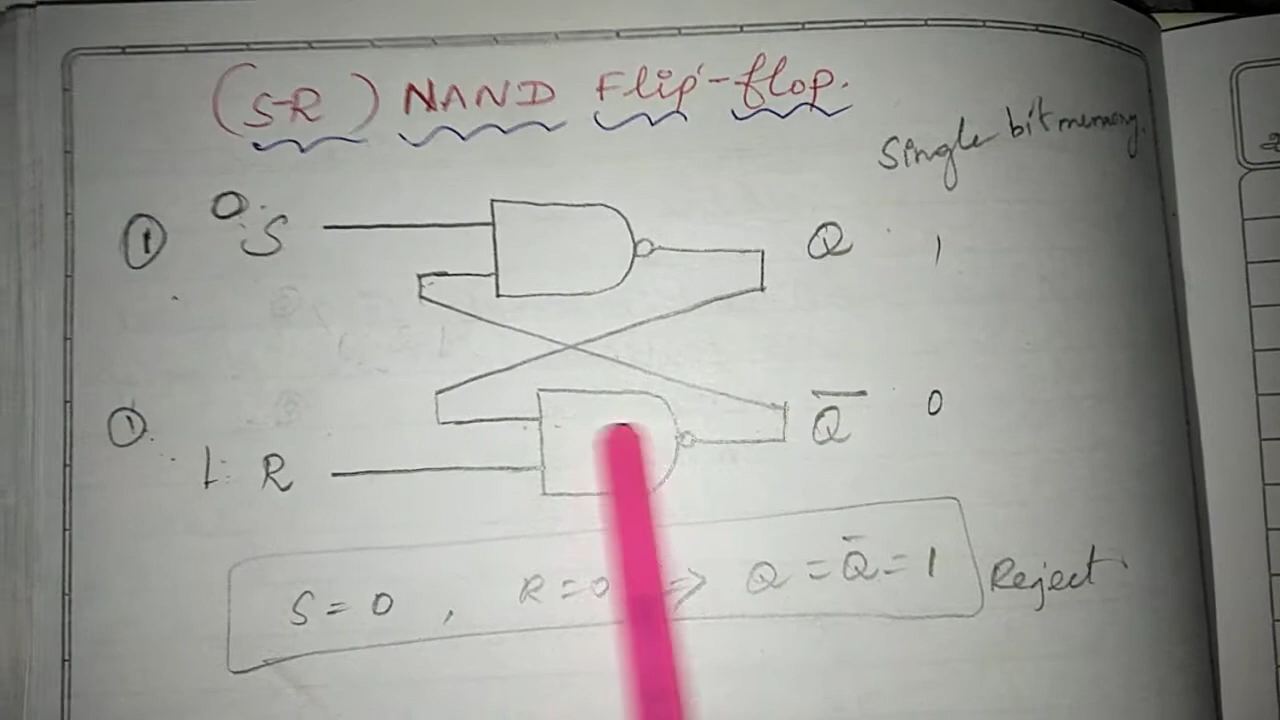 (S-R) NAND Flip-flop.
Single bit memory.
① 0 S Q 1
① 1 R Q̅ 0
S = 0 , R = 0 ⇒ Q = Q̅ = 1 Reject